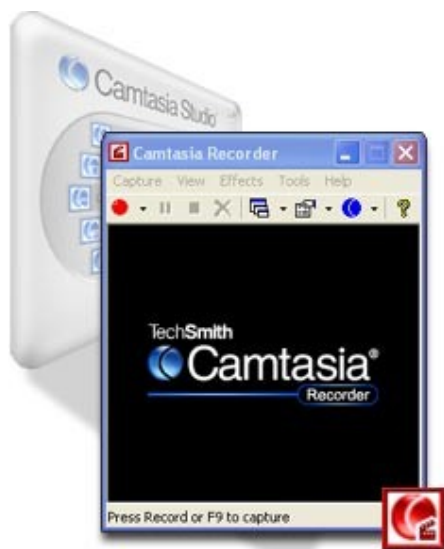 Camtasia Studio
Camtasia Recorder
Capture View Effects Tools Help
TechSmith
Camtasia®
Recorder
Press Record or F9 to capture